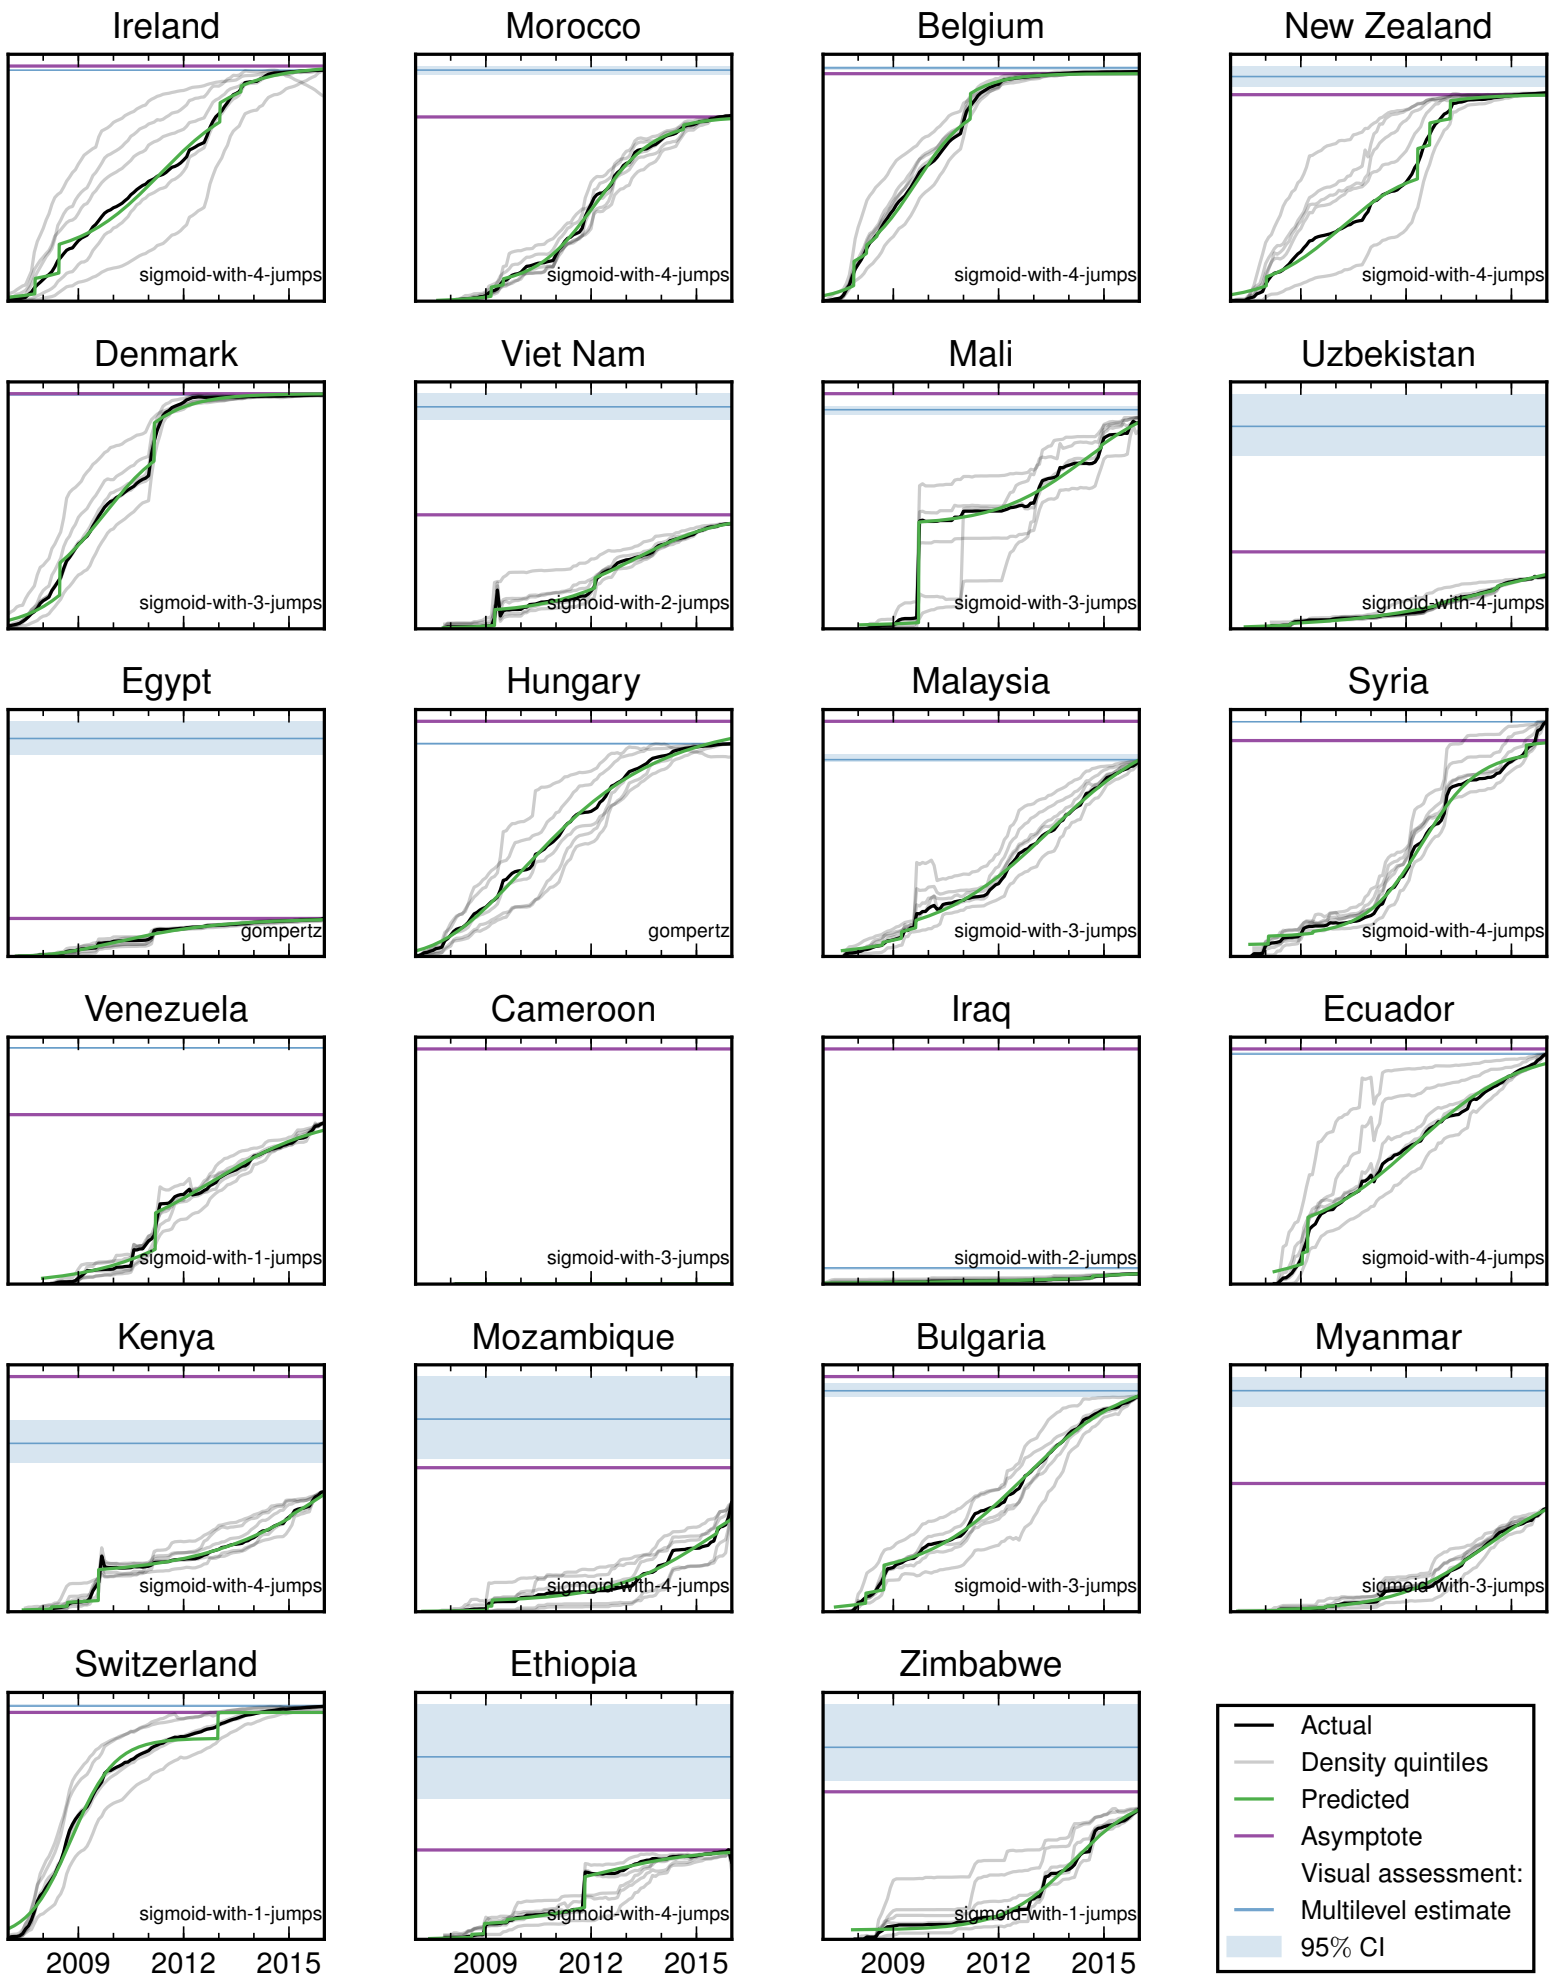 Ireland
Morocco
Belgium
New Zealand
sigmoid-with-4-jumps
sigmoid-with-4-jumps
sigmoid-with-4-jumps
sigmoid-with-4-jumps
Denmark
Viet Nam
Mali
Uzbekistan
sigmoid-with-3-jumps
sigmoid-with-2-jumps
sigmoid-with-3-jumps
sigmoid-with-4-jumps
Egypt
Hungary
Malaysia
Syria
gompertz
gompertz
sigmoid-with-3-jumps
sigmoid-with-4-jumps
Venezuela
Cameroon
Iraq
Ecuador
sigmoid-with-1-jumps
sigmoid-with-3-jumps
sigmoid-with-2-jumps
sigmoid-with-4-jumps
Kenya
Mozambique
Bulgaria
Myanmar
sigmoid-with-4-jumps
sigmoid-with-4-jumps
sigmoid-with-3-jumps
sigmoid-with-3-jumps
Switzerland
Ethiopia
Zimbabwe
sigmoid-with-1-jumps
sigmoid-with-4-jumps
sigmoid-with-1-jumps
2009 2012 2015
2009 2012 2015
2009 2012 2015
Actual
Density quintiles
Predicted
Asymptote
Visual assessment:
Multilevel estimate
95% CI